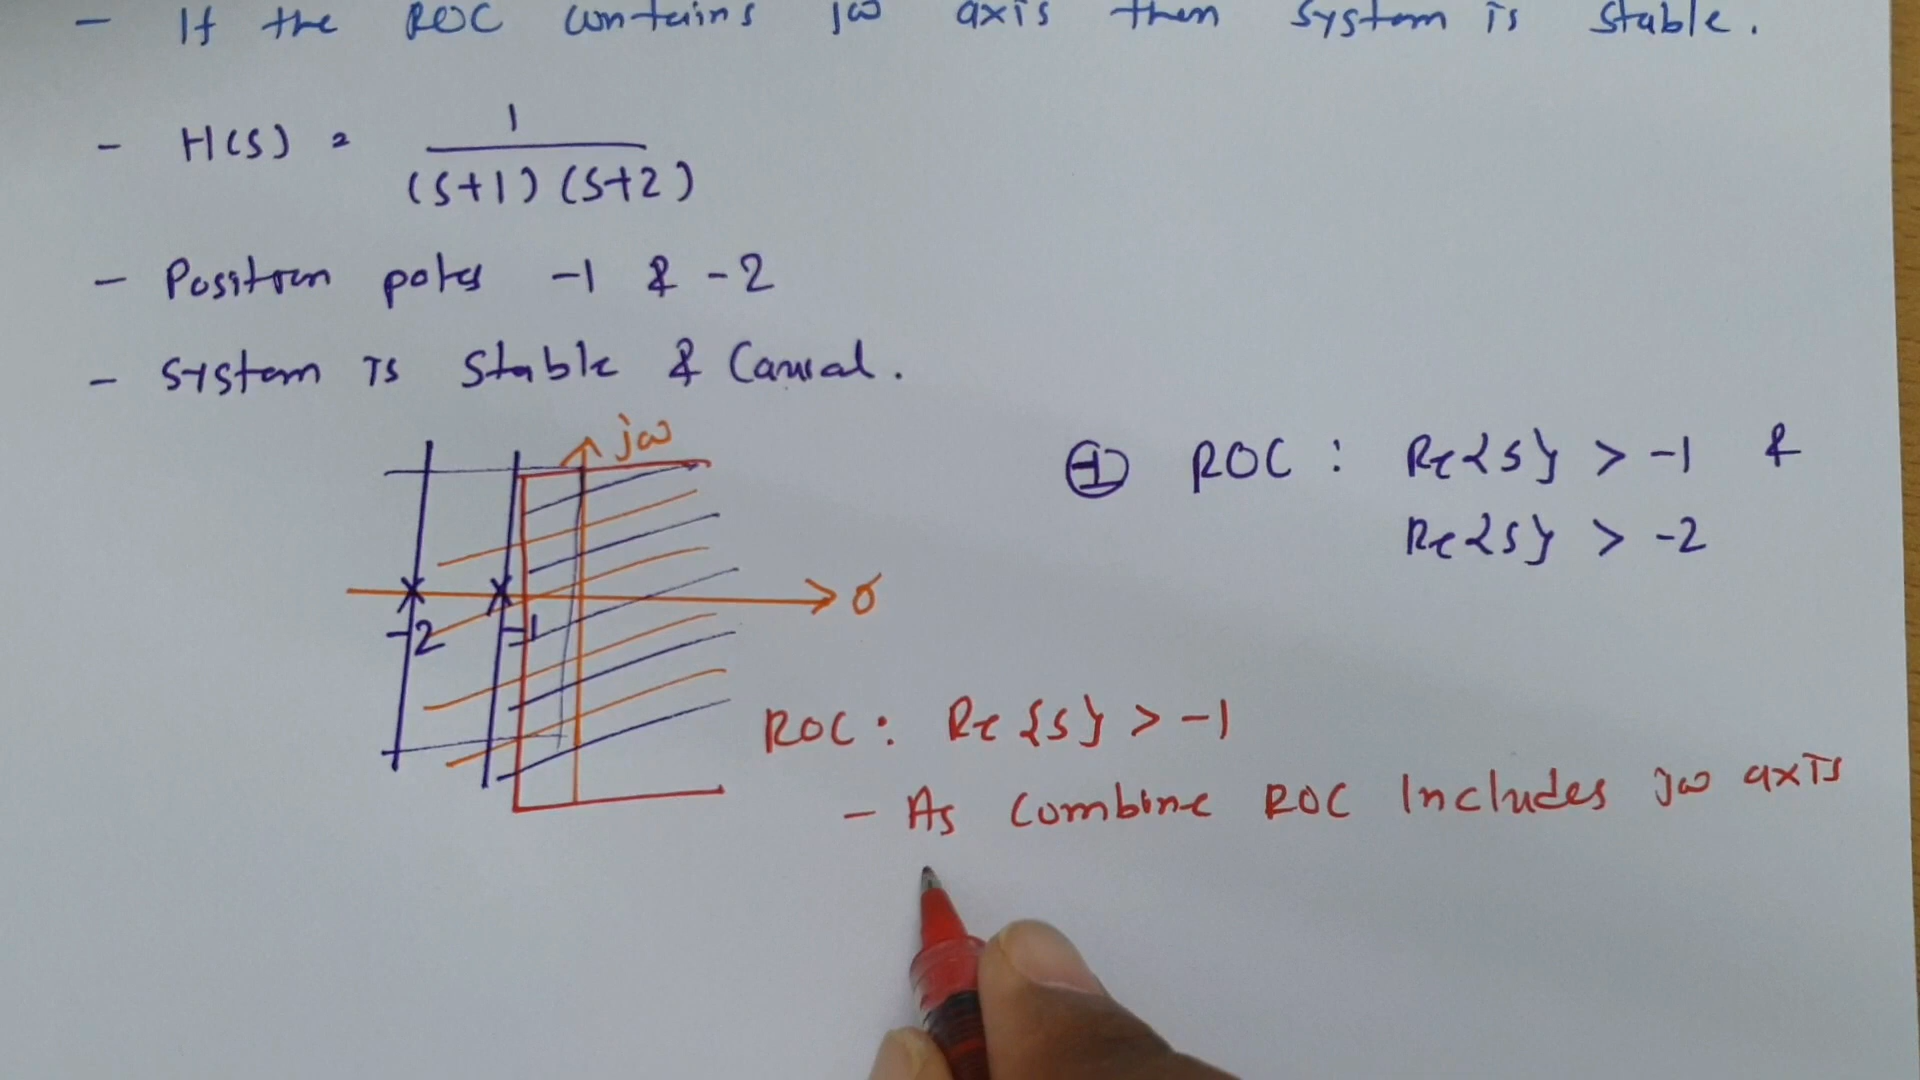 - If the ROC contains jω axis then system is stable.
- H(s) = 1 / (s+1)(s+2)
- Position poles -1 & -2
- System is Stable & Causal.
jω
① ROC : Re{s} > -1 &
Re{s} > -2
σ
-2 -1
ROC : Re{s} > -1
- As combine ROC Includes jω axis